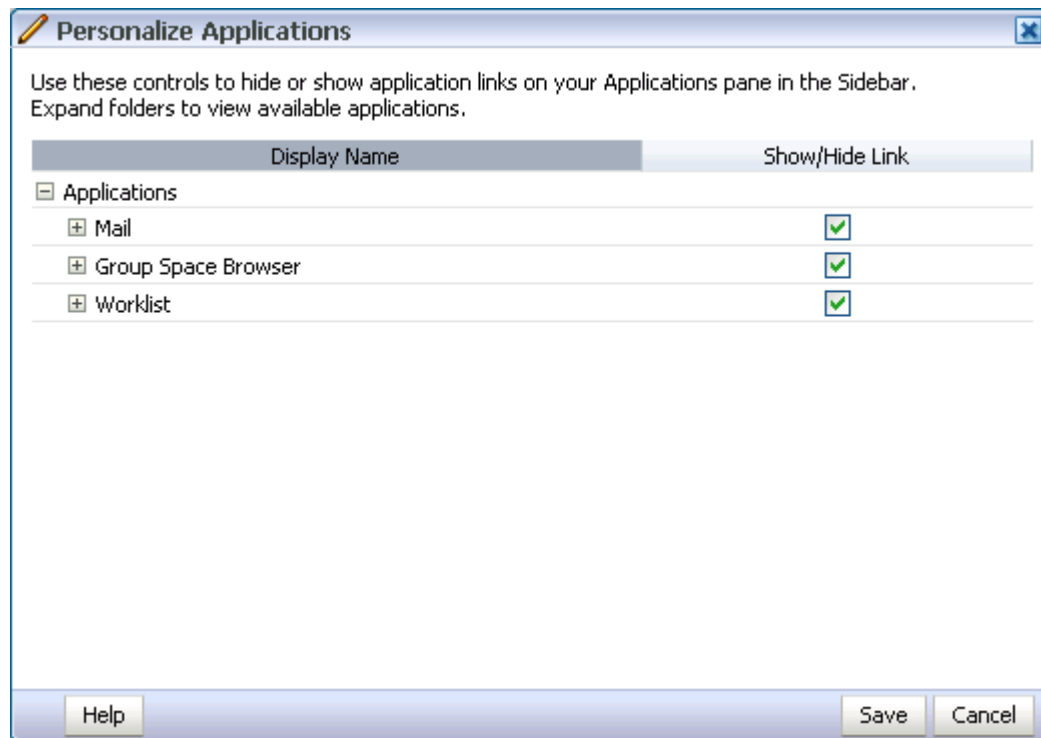 Personalize Applications
Use these controls to hide or show application links on your Applications pane in the Sidebar.
Expand folders to view available applications.
Display Name Show/Hide Link
Applications
Mail
Group Space Browser
Worklist
Help Save Cancel